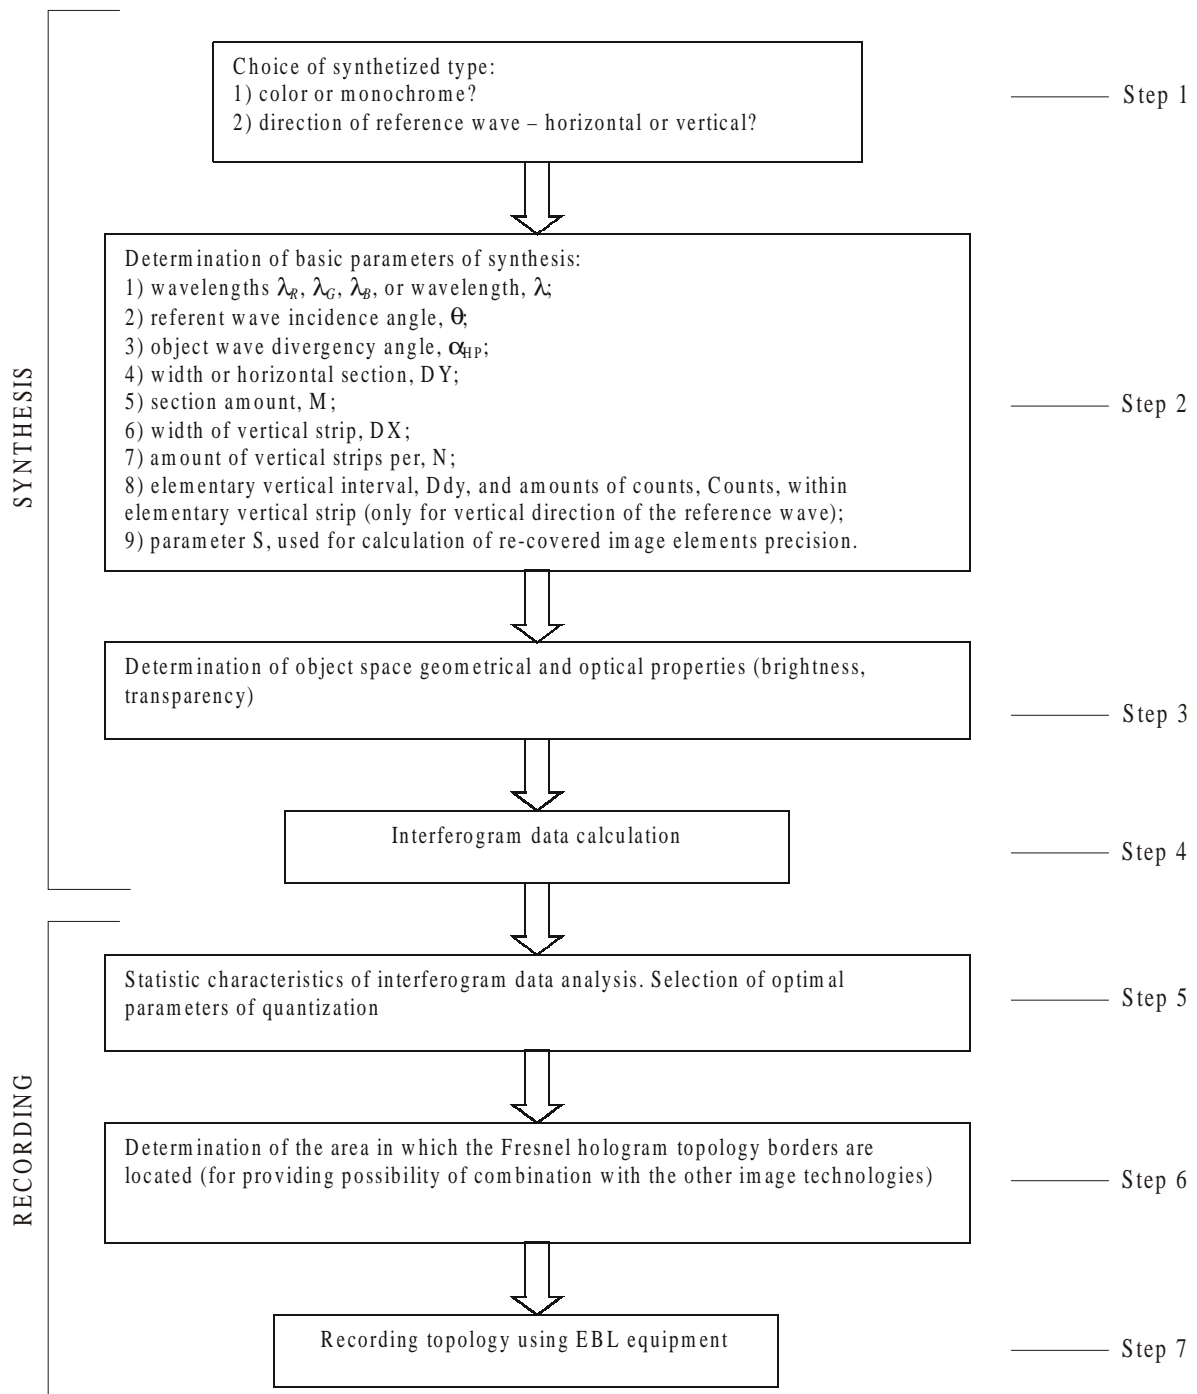 Choice of synthetized type:
1) color or monochrome?
2) direction of reference wave – horizontal or vertical?
Step 1
Determination of basic parameters of synthesis:
1) wavelengths λR, λG, λB, or wavelength, λ;
2) referent wave incidence angle, θ;
3) object wave divergency angle, αHP;
4) width or horizontal section, DY;
5) section amount, M;
6) width of vertical strip, DX;
7) amount of vertical strips per, N;
8) elementary vertical interval, Ddy, and amounts of counts, Counts, within
elementary vertical strip (only for vertical direction of the reference wave);
9) parameter S, used for calculation of re-covered image elements precision.
Step 2
SYNTHESIS
Determination of object space geometrical and optical properties (brightness,
transparency)
Step 3
Interferogram data calculation
Step 4
Statistic characteristics of interferogram data analysis. Selection of optimal
parameters of quantization
Step 5
RECORDING
Determination of the area in which the Fresnel hologram topology borders are
located (for providing possibility of combination with the other image technologies)
Step 6
Recording topology using EBL equipment
Step 7